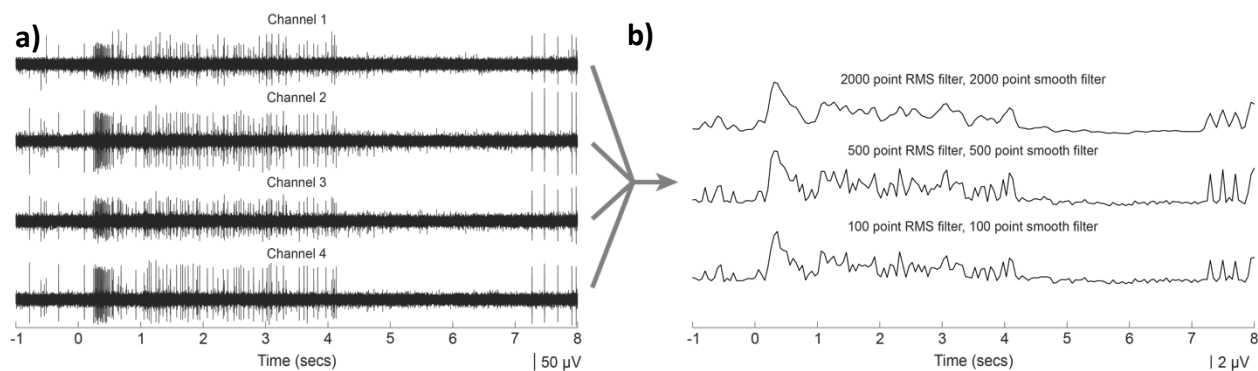 a)
Channel 1
Channel 2
Channel 3
Channel 4
-1 0 1 2 3 4 5 6 7 8
Time (secs)
| 50 µV
b)
2000 point RMS filter, 2000 point smooth filter
500 point RMS filter, 500 point smooth filter
100 point RMS filter, 100 point smooth filter
-1 0 1 2 3 4 5 6 7 8
Time (secs)
| 2 µV